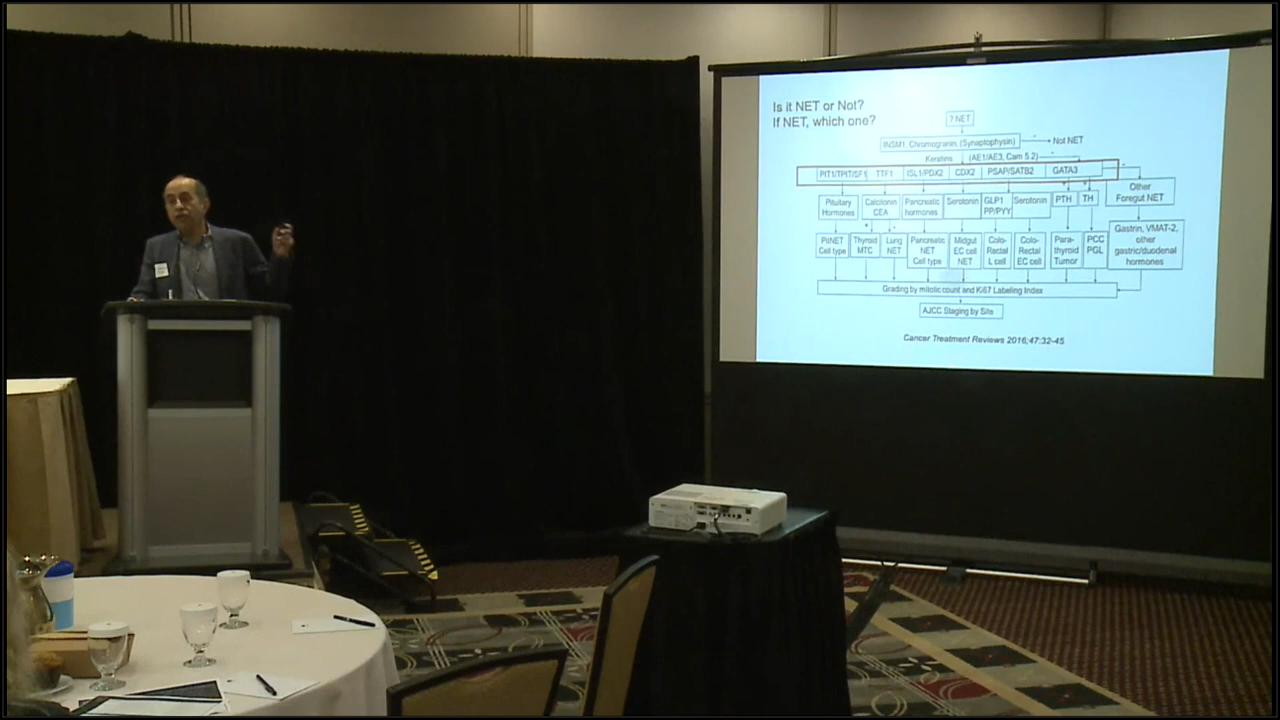 Is it NET or Not?
If NET, which one?
? NET
INSM1, Chromogranin, (Synaptophysin)
Not NET
Keratins
(AE1/AE3, Cam 5.2)
PIT1/TPIT/SF1
TTF1
ISL1/PDX2
CDX2
PSAP/SATB2
GATA3
Other
Foregut NET
Pituitary
Hormones
Calcitonin
CEA
Pancreatic
hormones
Serotonin
GLP1
PP/PYY
Serotonin
PTH
TH
PitNET
Cell type
Thyroid
MTC
Lung
NET
Pancreatic
NET
Cell type
Midgut
EC cell
NET
Colo-
Rectal
L cell
Colo-
Rectal
EC cell
Para-
thyroid
Tumor
PCC
PGL
Gastrin, VMAT-2,
other
gastric/duodenal
hormones
Grading by mitotic count and Ki67 Labeling Index
AJCC Staging by Site
Cancer Treatment Reviews 2016;47:32-45